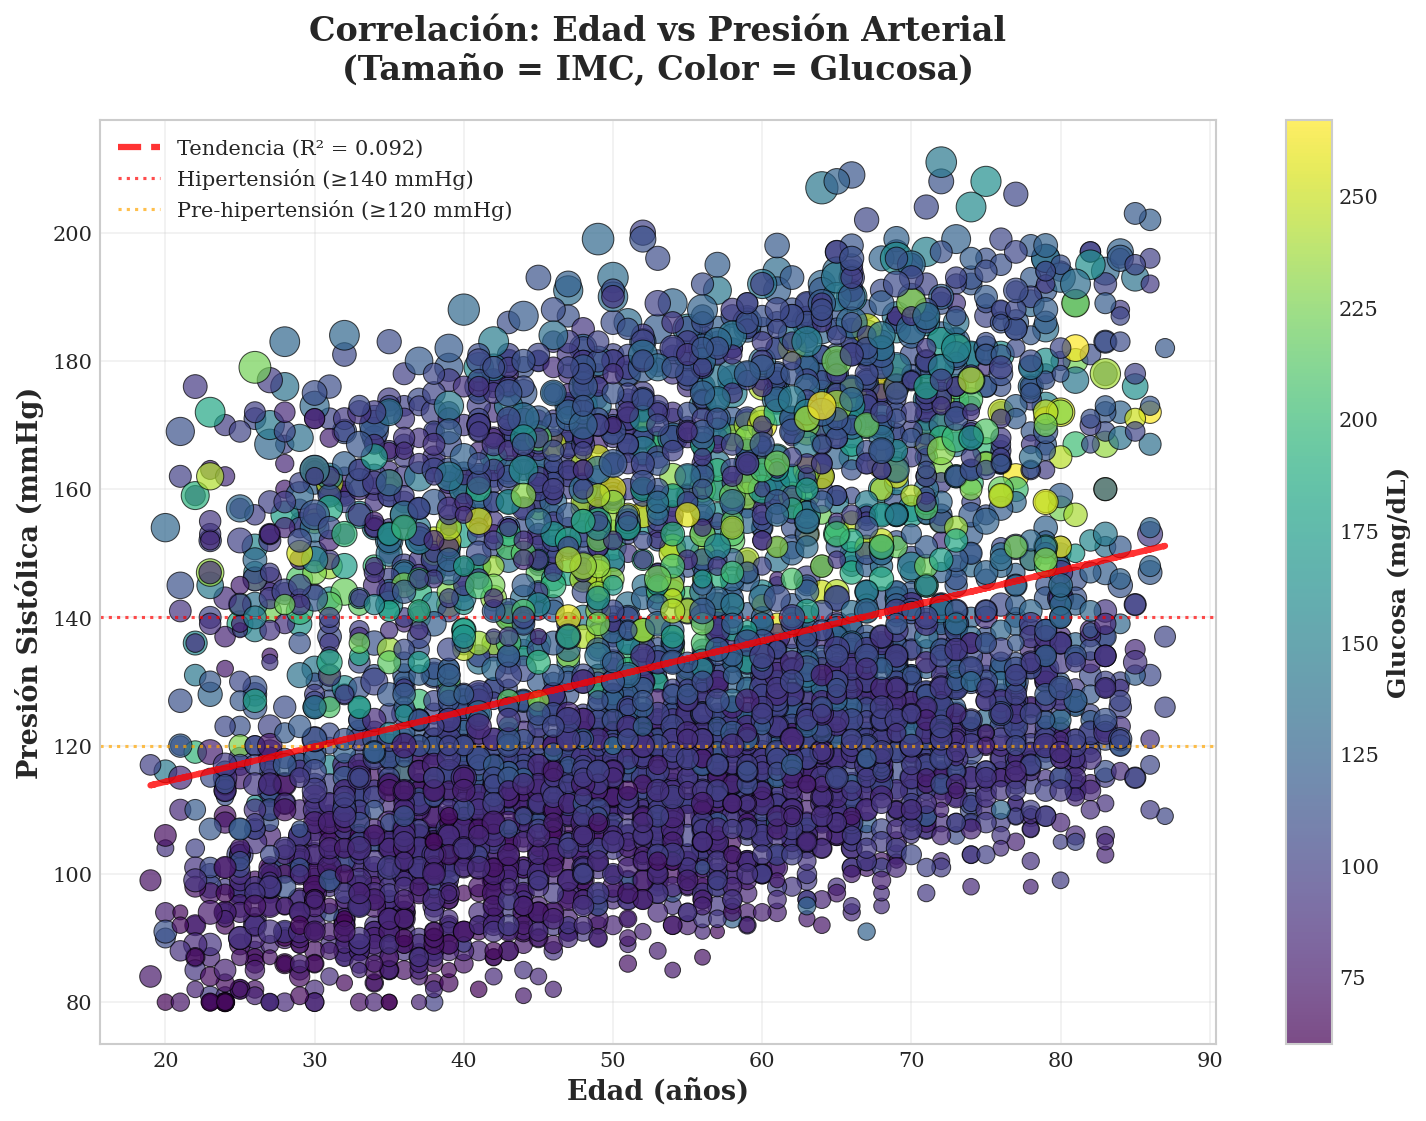 Correlación: Edad vs Presión Arterial
(Tamaño = IMC, Color = Glucosa)
Tendencia (R² = 0.092)
Hipertensión (≥140 mmHg)
Pre-hipertensión (≥120 mmHg)
Presión Sistólica (mmHg)
200
180
160
140
120
100
80
20 30 40 50 60 70 80 90
Edad (años)
250
225
200
175
150
125
100
75
Glucosa (mg/dL)